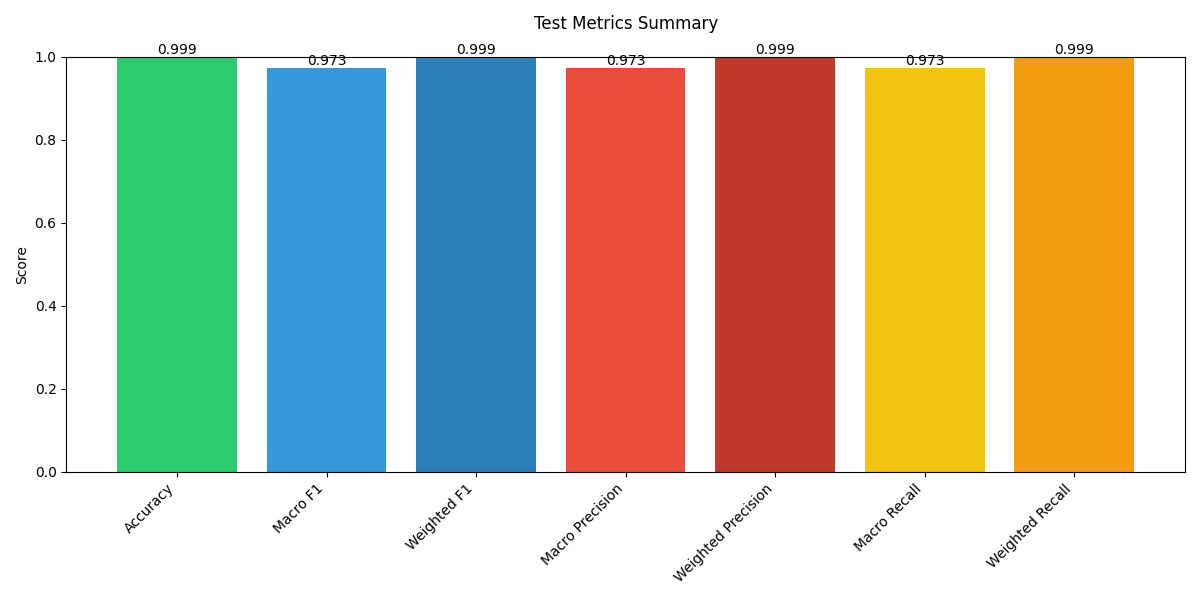 Test Metrics Summary
0.999
0.973
0.999
0.973
0.999
0.973
0.999
1.0
0.8
0.6
0.4
0.2
0.0
Score
Accuracy
Macro F1
Weighted F1
Macro Precision
Weighted Precision
Macro Recall
Weighted Recall